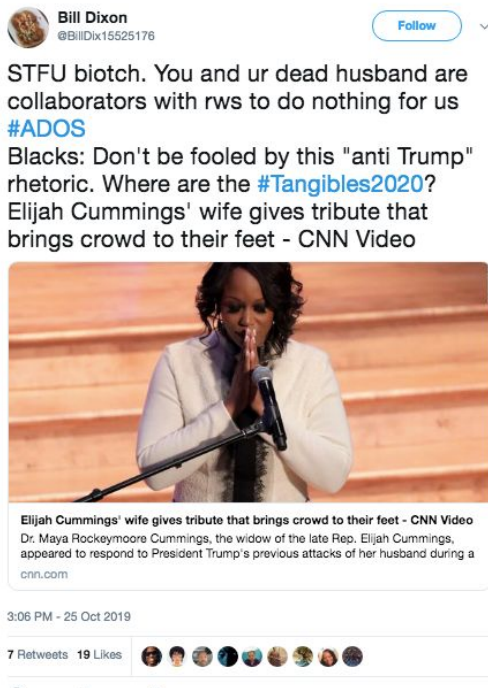 Bill Dixon
@BillDix15525176
Follow
STFU biotch. You and ur dead husband are
collaborators with rws to do nothing for us
#ADOS
Blacks: Don't be fooled by this "anti Trump"
rhetoric. Where are the #Tangibles2020?
Elijah Cummings' wife gives tribute that
brings crowd to their feet - CNN Video
Elijah Cummings' wife gives tribute that brings crowd to their feet - CNN Video
Dr. Maya Rockeymoore Cummings, the widow of the late Rep. Elijah Cummings,
appeared to respond to President Trump's previous attacks of her husband during a
cnn.com
3:06 PM - 25 Oct 2019
7 Retweets 19 Likes